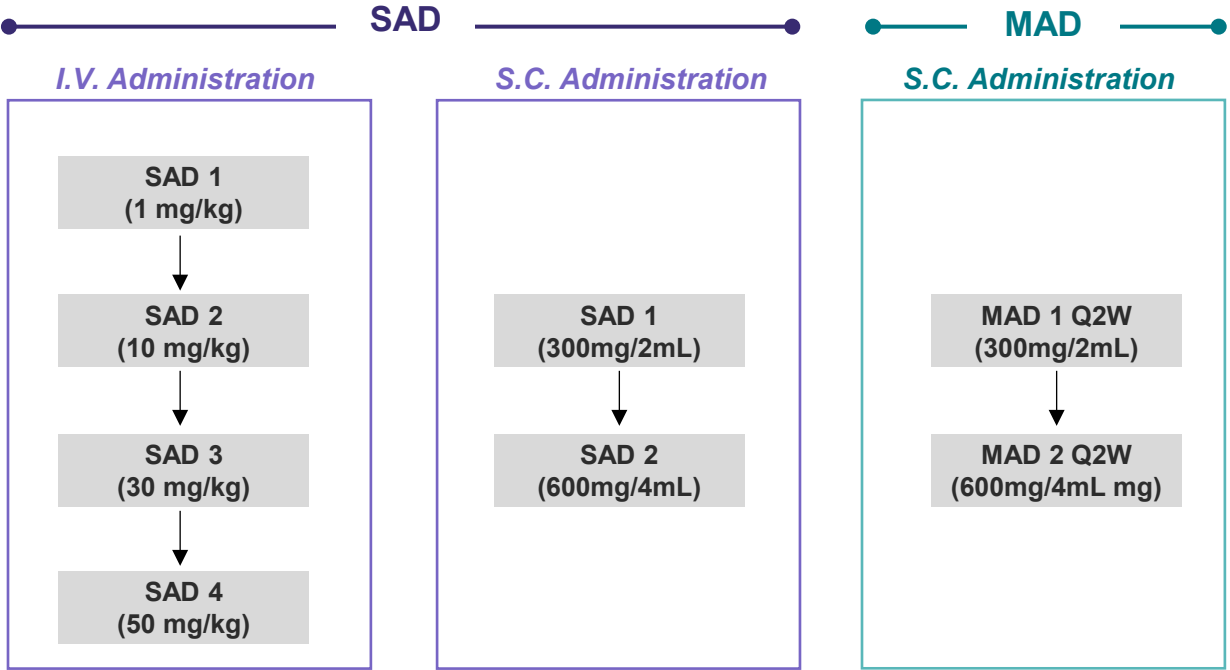 SAD
MAD
I.V. Administration
S.C. Administration
S.C. Administration
SAD 1
(1 mg/kg)
SAD 2
(10 mg/kg)
SAD 3
(30 mg/kg)
SAD 4
(50 mg/kg)
SAD 1
(300mg/2mL)
SAD 2
(600mg/4mL)
MAD 1 Q2W
(300mg/2mL)
MAD 2 Q2W
(600mg/4mL mg)